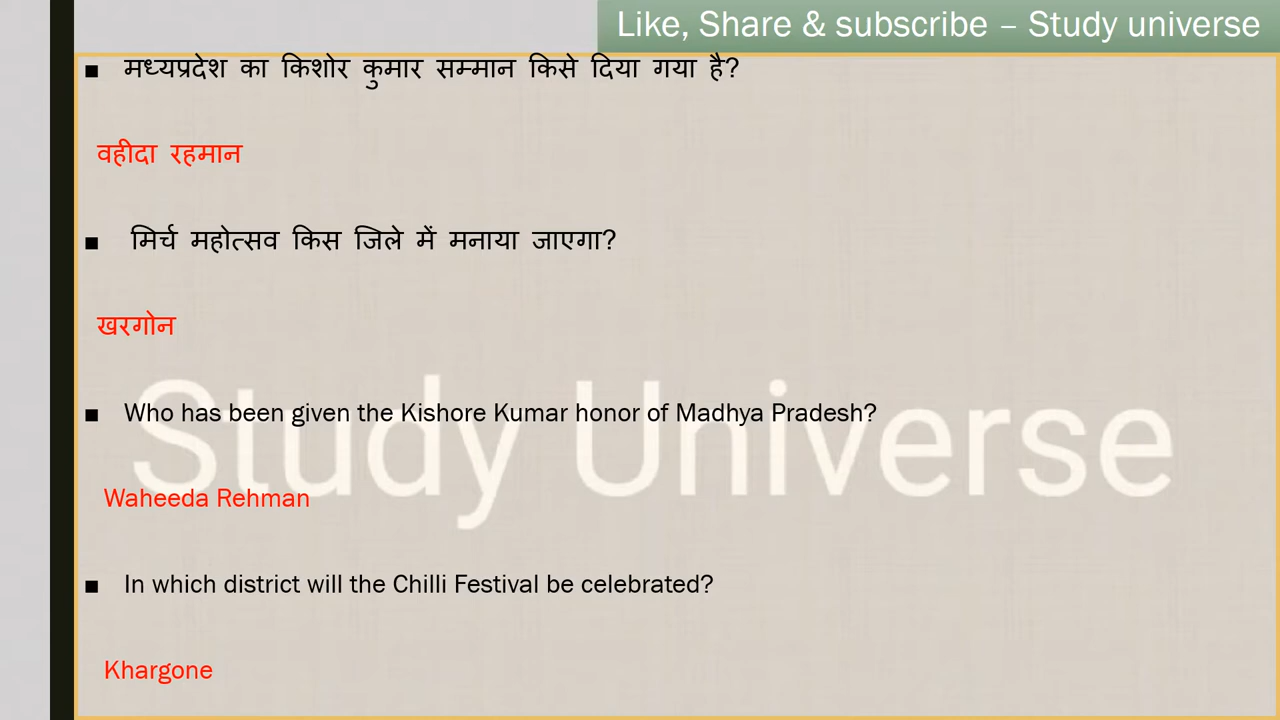 Like, Share & subscribe – Study universe
▪ मध्यप्रदेश का किशोर कुमार सम्मान किसे दिया गया है?
वहीदा रहमान
▪ मिर्च महोत्सव किस जिले में मनाया जाएगा?
खरगोन
▪ Who has been given the Kishore Kumar honor of Madhya Pradesh?
Study Universe
Waheeda Rehman
▪ In which district will the Chilli Festival be celebrated?
Khargone